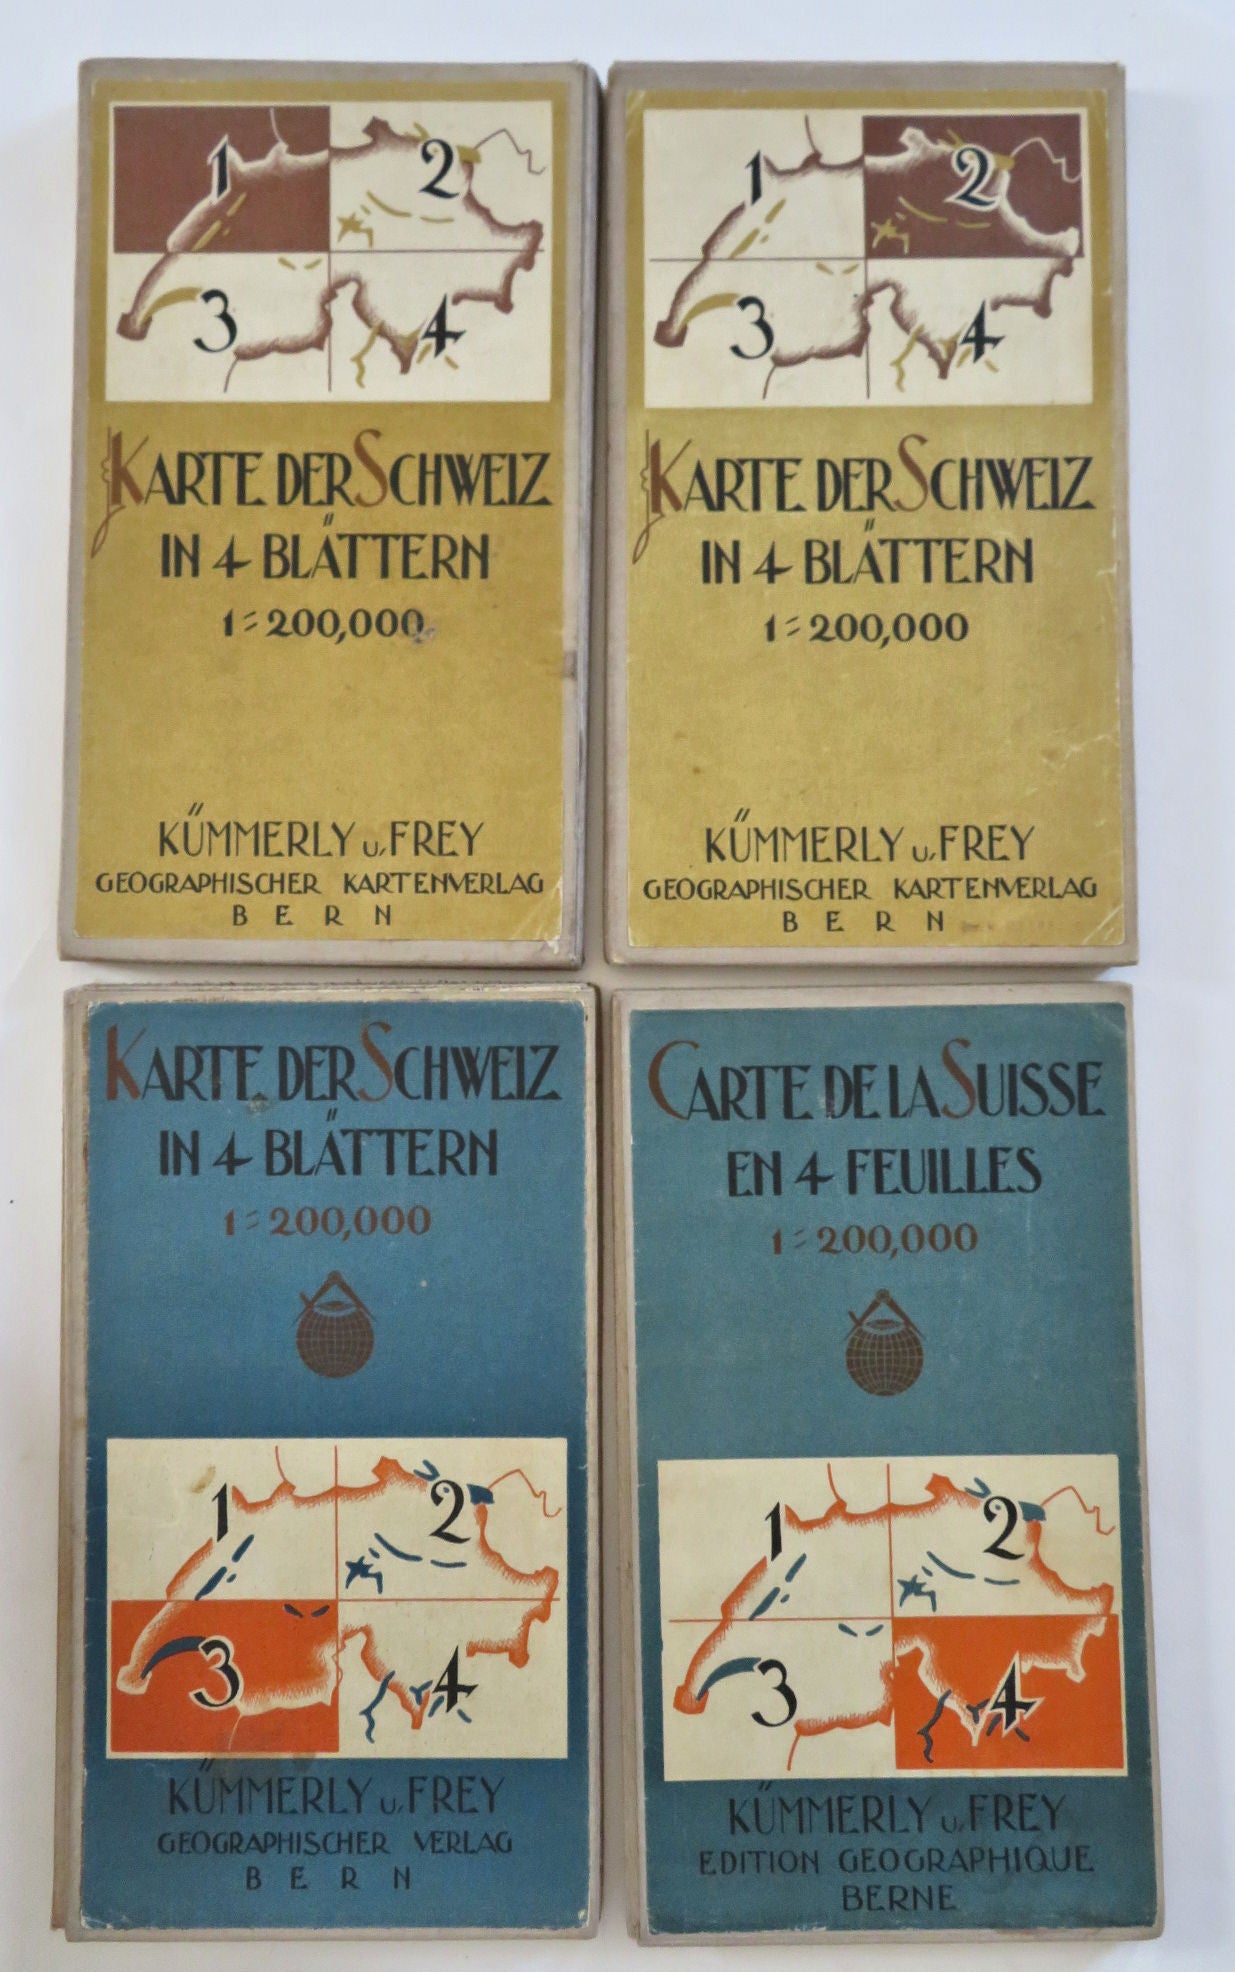 1
2
3
4
KARTE DER SCHWEIZ
IN 4 BLÄTTERN
1:200,000
KÜMMERLY u. FREY
GEOGRAPHISCHER KARTENVERLAG
BERN
1
2
3
4
KARTE DER SCHWEIZ
IN 4 BLÄTTERN
1:200,000
KÜMMERLY u. FREY
GEOGRAPHISCHER KARTENVERLAG
BERN
KARTE DER SCHWEIZ
IN 4 BLÄTTERN
1:200,000
1
2
3
4
KÜMMERLY u. FREY
GEOGRAPHISCHER VERLAG
BERN
CARTE DE LA SUISSE
EN 4 FEUILLES
1:200,000
1
2
3
4
KÜMMERLY u. FREY
EDITION GEOGRAPHIQUE
BERNE